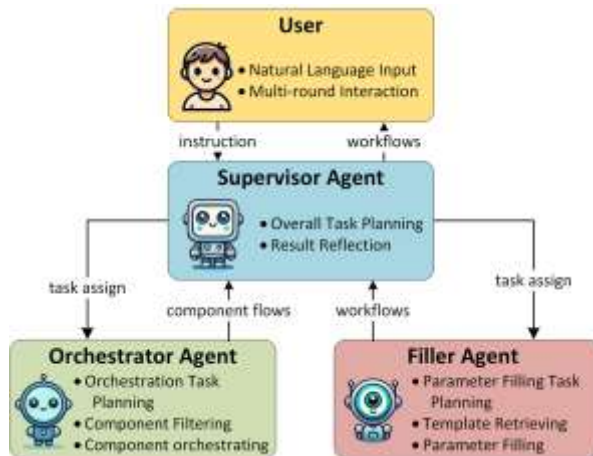 User
• Natural Language Input
• Multi-round Interaction
instruction
workflows
Supervisor Agent
• Overall Task Planning
• Result Reflection
task assign
component flows
workflows
task assign
Orchestrator Agent
• Orchestration Task
Planning
• Component Filtering
• Component orchestrating
Filler Agent
• Parameter Filling Task
Planning
• Template Retrieving
• Parameter Filling